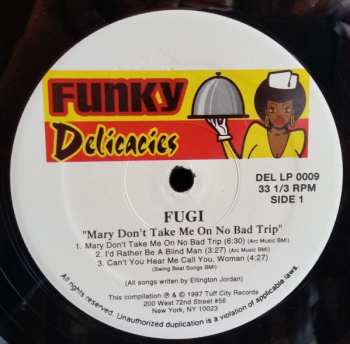 FUNKY
Delicacies
DEL LP 0009
33 1/3 RPM
SIDE 1
FUGI
"Mary Don't Take Me On No Bad Trip"
1. Mary Don't Take Me On No Bad Trip (6:30) (Arc Music BMI)
2. I'd Rather Be A Blind Man (3:27) (Arc Music BMI)
3. Can't You Hear Me Call You, Woman (4:27)
(Swing Beat Songs BMI)
(All songs written by Ellington Jordan)
This compilation ℗ & © 1997 Tuff City Records
200 West 72nd Street #56
New York, NY 10023
All rights reserved. Unauthorized duplication is a violation of applicable laws.